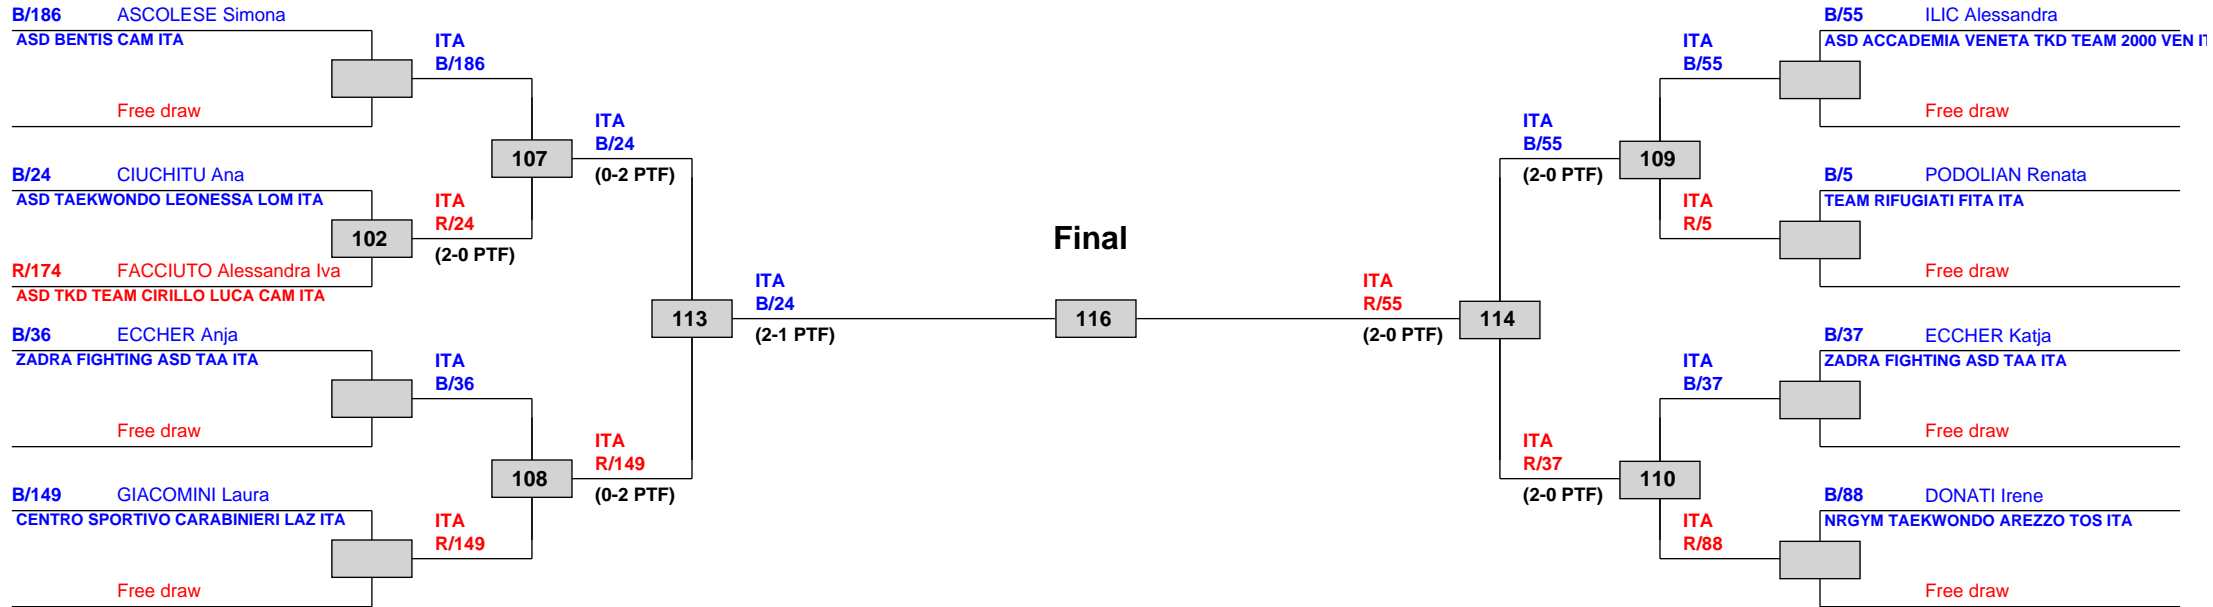 B/186 ASCOLESE Simona
ASD BENTIS CAM ITA
Free draw
B/24 CIUCHITU Ana
ASD TAEKWONDO LEONESSA LOM ITA
102
R/174 FACCIUTO Alessandra Iva
ASD TKD TEAM CIRILLO LUCA CAM ITA
B/36 ECCHER Anja
ZADRA FIGHTING ASD TAA ITA
Free draw
B/149 GIACOMINI Laura
CENTRO SPORTIVO CARABINIERI LAZ ITA
Free draw
ITA
B/186
107
ITA
R/24
(2-0 PTF)
ITA
B/36
108
ITA
R/149
ITA
B/24
(0-2 PTF)
113
ITA
R/149
(0-2 PTF)
ITA
B/24
(2-1 PTF)
Final
116
ITA
R/55
(2-0 PTF)
114
ITA
B/55
(2-0 PTF)
109
ITA
R/37
(2-0 PTF)
110
ITA
B/55
ITA
R/5
ITA
B/37
ITA
R/88
B/55 ILIC Alessandra
ASD ACCADEMIA VENETA TKD TEAM 2000 VEN
Free draw
B/5 PODOLIAN Renata
TEAM RIFUGIATI FITA ITA
Free draw
B/37 ECCHER Katja
ZADRA FIGHTING ASD TAA ITA
Free draw
B/88 DONATI Irene
NRGYM TAEKWONDO AREZZO TOS ITA
Free draw